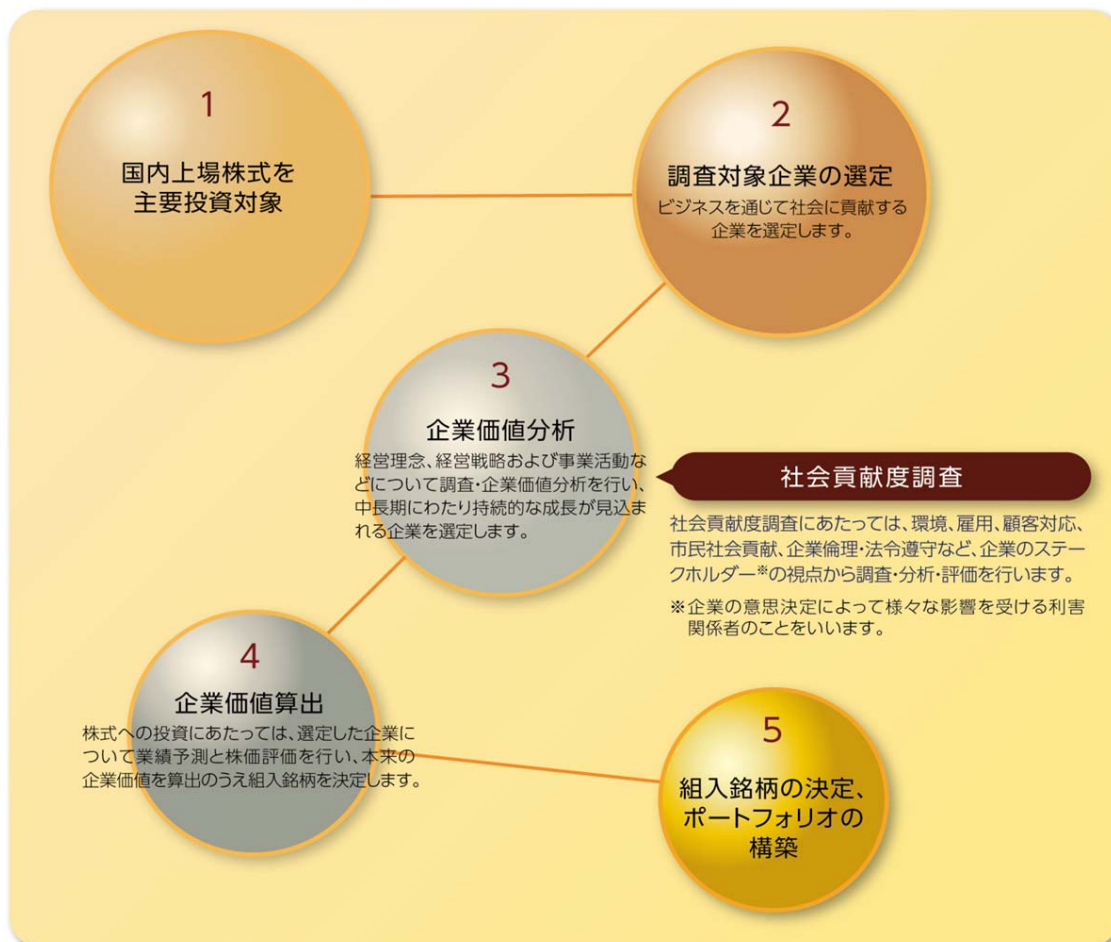 1
国内上場株式を
主要投資対象
2
調査対象企業の選定
ビジネスを通じて社会に貢献する
企業を選定します。
3
企業価値分析
経営理念、経営戦略および事業活動な
どについて調査・企業価値分析を行い、
中長期にわたり持続的な成長が見込ま
れる企業を選定します。
社会貢献度調査
社会貢献度調査にあたっては、環境、雇用、顧客対応、
市民社会貢献、企業倫理・法令遵守など、企業のステー
クホルダー※の視点から調査・分析・評価を行います。
※企業の意思決定によって様々な影響を受ける利害
関係者のことをいいます。
4
企業価値算出
株式への投資にあたっては、選定した企業に
ついて業績予測と株価評価を行い、本来の
企業価値を算出のうえ組入銘柄を決定します。
5
組入銘柄の決定、
ポートフォリオの
構築